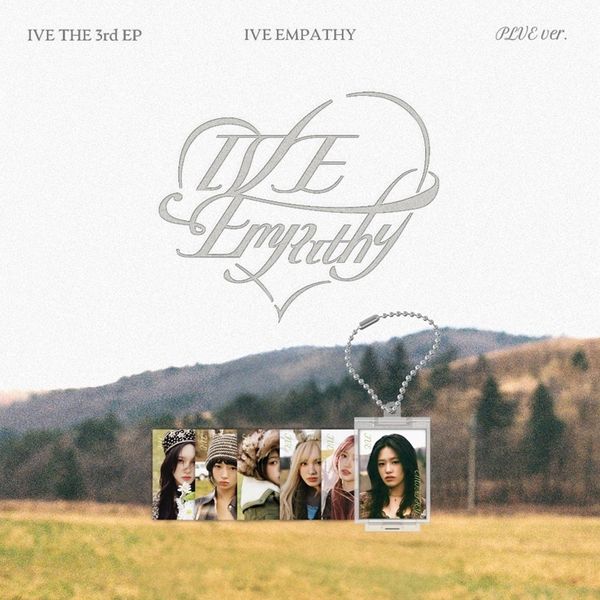 IVE THE 3rd EP
IVE EMPATHY
PLVE ver.
IVE
Empathy